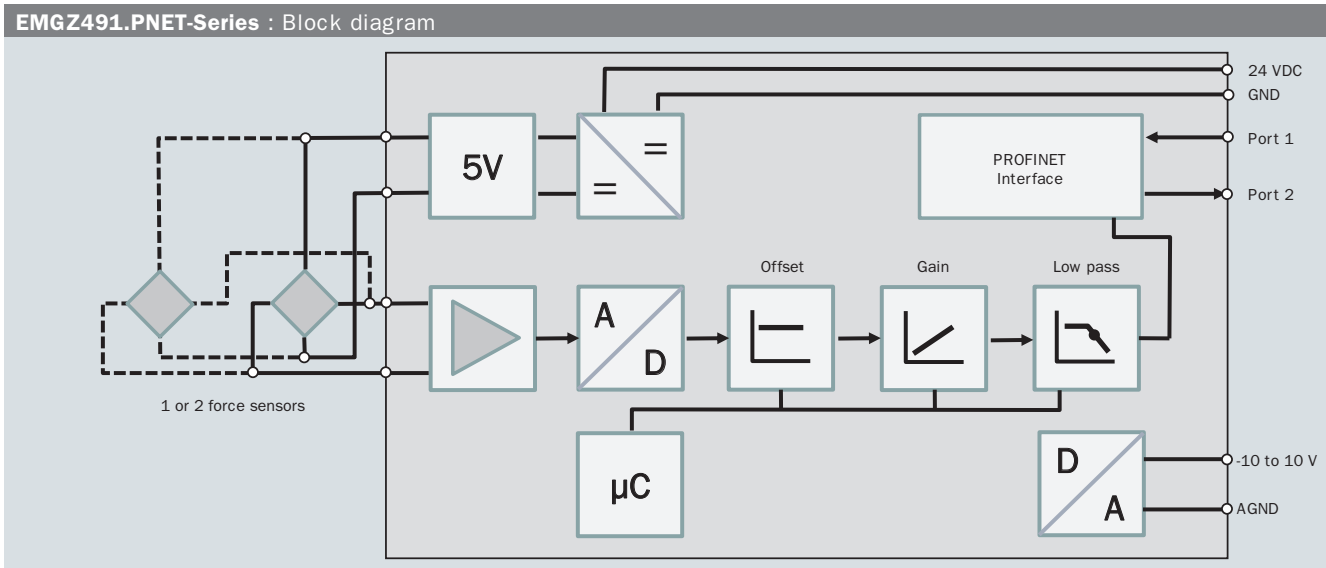 EMGZ491.PNET-Series : Block diagram
24 VDC
GND
5V
=
=
PROFINET
Interface
Port 1
Port 2
Offset
Gain
Low pass
A
D
1 or 2 force sensors
µC
D
A
-10 to 10 V
AGND